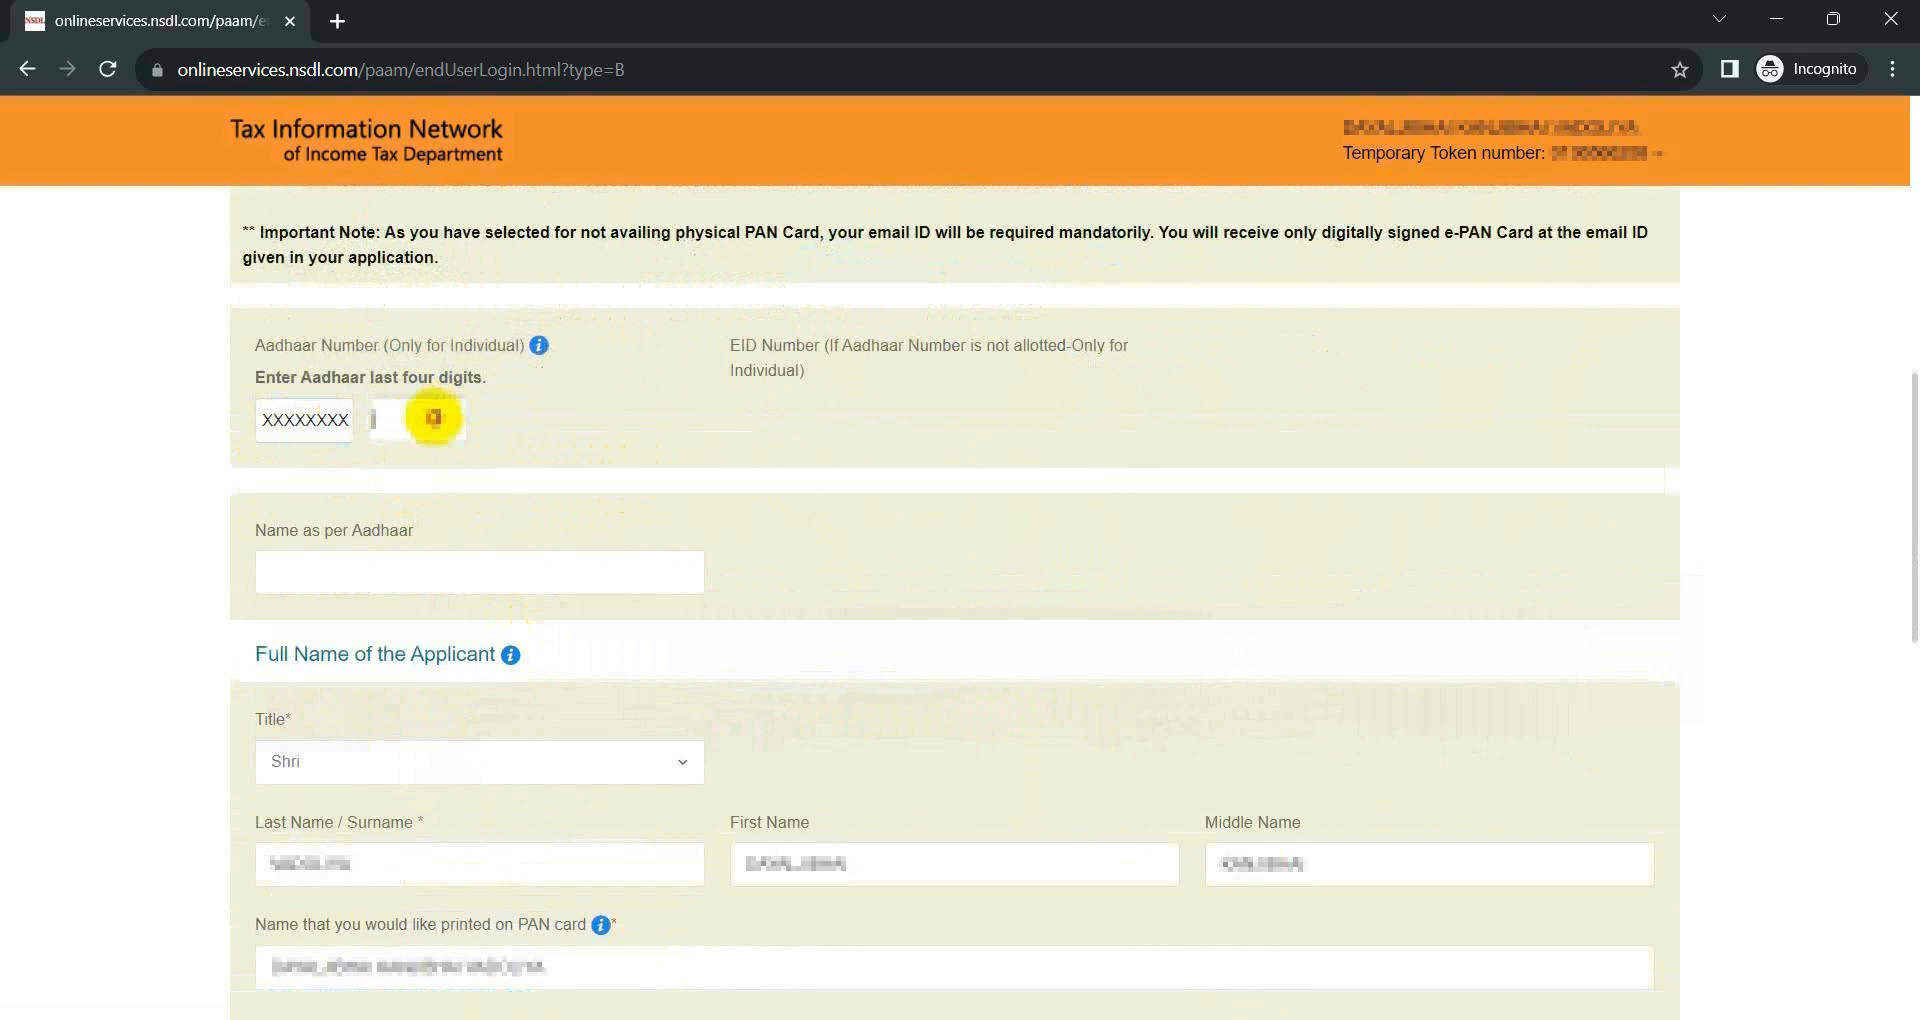 NSDL onlineservices.nsdl.com/paam/e
onlineservices.nsdl.com/paam/endUserLogin.html?type=B
Incognito
Tax Information Network
of Income Tax Department
Temporary Token number:
** Important Note: As you have selected for not availing physical PAN Card, your email ID will be required mandatorily. You will receive only digitally signed e-PAN Card at the email ID
given in your application.
Aadhaar Number (Only for Individual) i
EID Number (If Aadhaar Number is not allotted-Only for
Individual)
Enter Aadhaar last four digits.
XXXXXXXX
Name as per Aadhaar
Full Name of the Applicant i
Title*
Shri
Last Name / Surname *
First Name
Middle Name
Name that you would like printed on PAN card i *